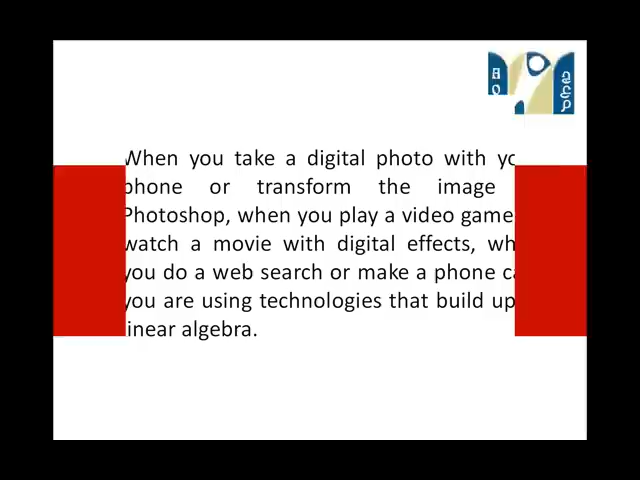 When you take a digital photo with yo
phone or transform the image
Photoshop, when you play a video game
watch a movie with digital effects, wh
you do a web search or make a phone ca
you are using technologies that build up
linear algebra.